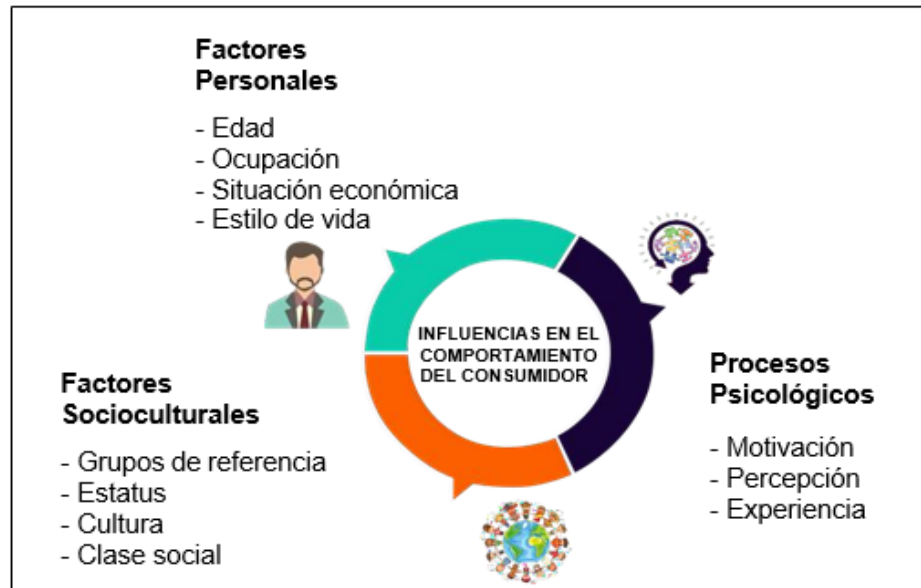 Factores
Personales
- Edad
- Ocupación
- Situación económica
- Estilo de vida
INFLUENCIAS EN EL
COMPORTAMIENTO
DEL CONSUMIDOR
Procesos
Psicológicos
- Motivación
- Percepción
- Experiencia
Factores
Socioculturales
- Grupos de referencia
- Estatus
- Cultura
- Clase social